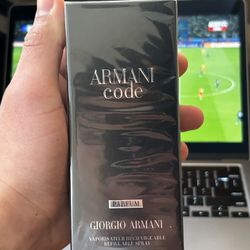 ARMANI
code
PARFUM
GIORGIO ARMANI
VAPORISATEUR RECHARGEABLE
REFILLABLE SPRAY